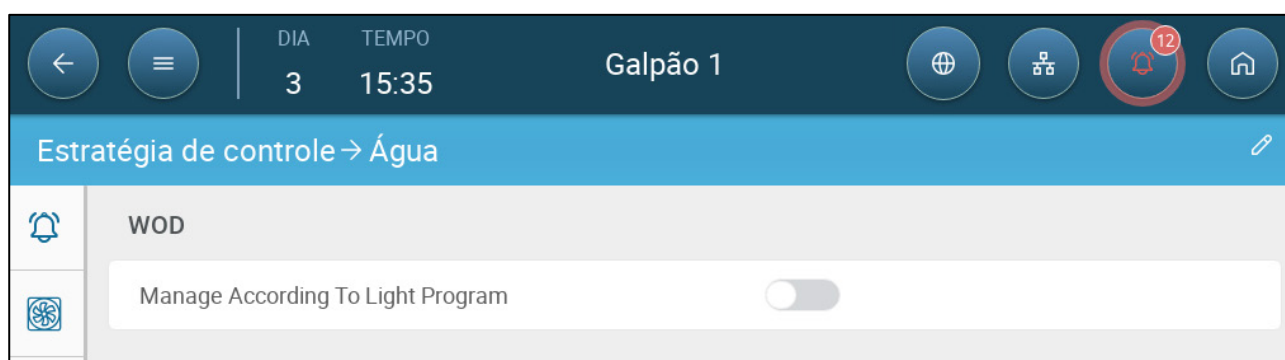 DIA TEMPO
3 15:35
Galpão 1
12
Estratégia de controle → Água
WOD
Manage According To Light Program